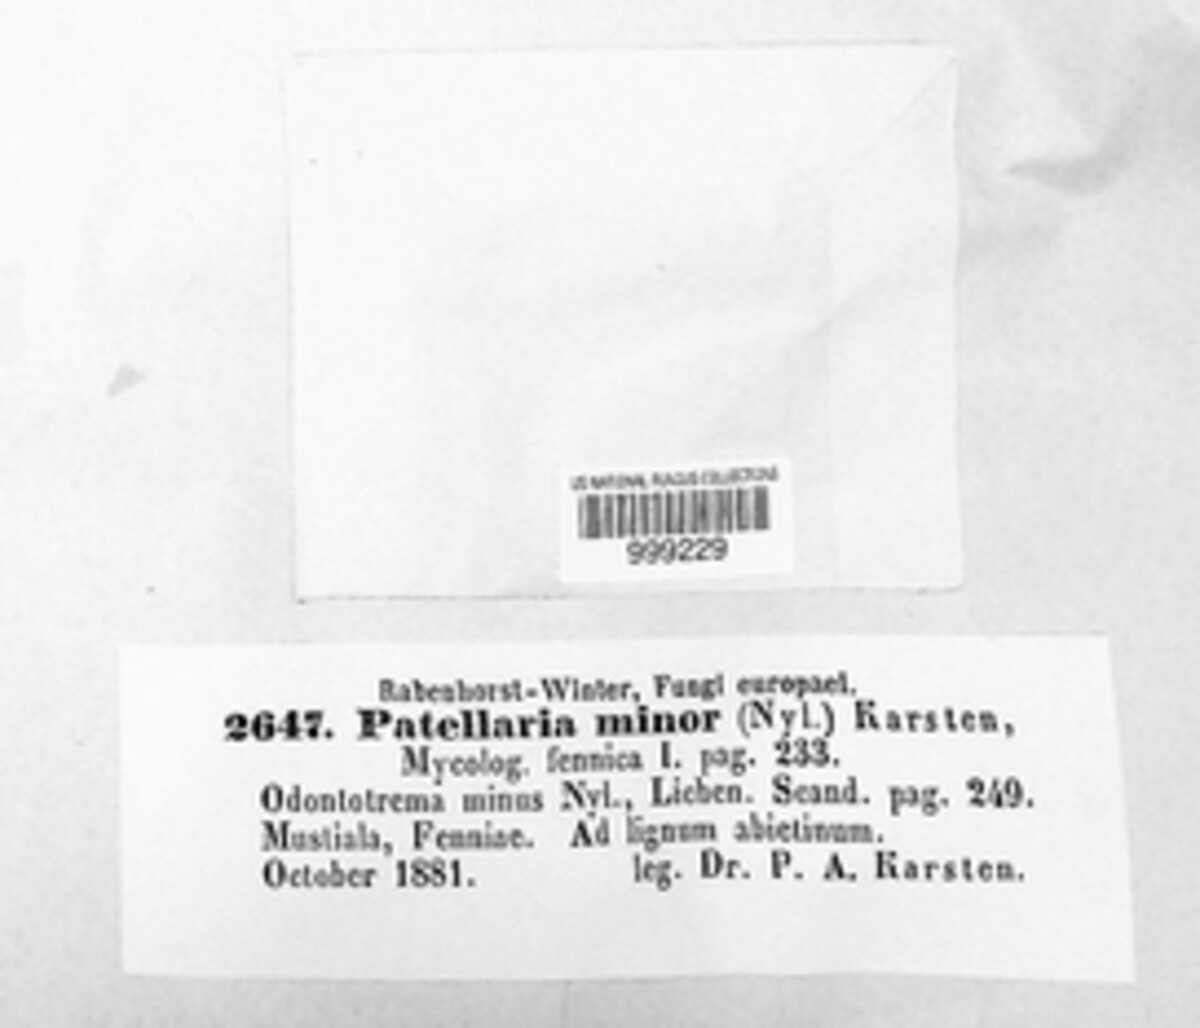 US NATIONAL FUNGUS COLLECTIONS
999229
Rabenhorst-Winter, Fungi europaei.
2647. Patellaria minor (Nyl.) Karsten,
Mycolog. fennica I. pag. 233.
Odontotrema minus Nyl., Lichen. Scand. pag. 249.
Mustiala, Fenniae. Ad lignum abietinum.
October 1881. leg. Dr. P. A. Karsten.